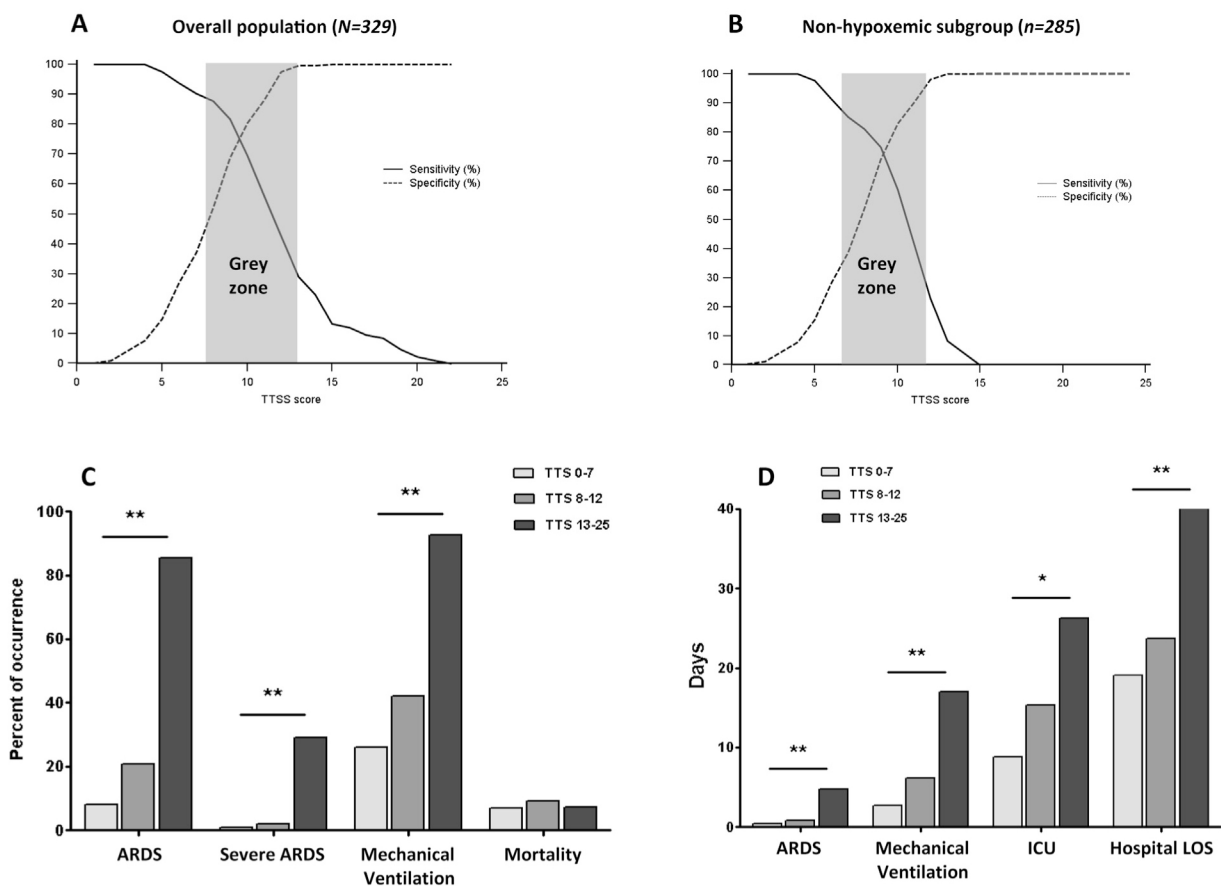 A
Overall population (N=329)
100
90
80
70
60
50
40
30
20
10
0
Sensitivity (%)
Specificity (%)
Grey
zone
0
5
10
15
20
25
TTSS score
B
Non-hypoxemic subgroup (n=285)
100
90
80
70
60
50
40
30
20
10
0
Sensitivity (%)
Specificity (%)
Grey
zone
0
5
10
15
20
25
TTSS score
C
TTS 0-7
TTS 8-12
TTS 13-25
Percent of occurrence
100
80
60
40
20
0
**
**
**
ARDS
Severe ARDS
Mechanical
Ventilation
Mortality
D
TTS 0-7
TTS 8-12
TTS 13-25
Days
40
30
20
10
0
**
**
*
**
ARDS
Mechanical
Ventilation
ICU
Hospital LOS